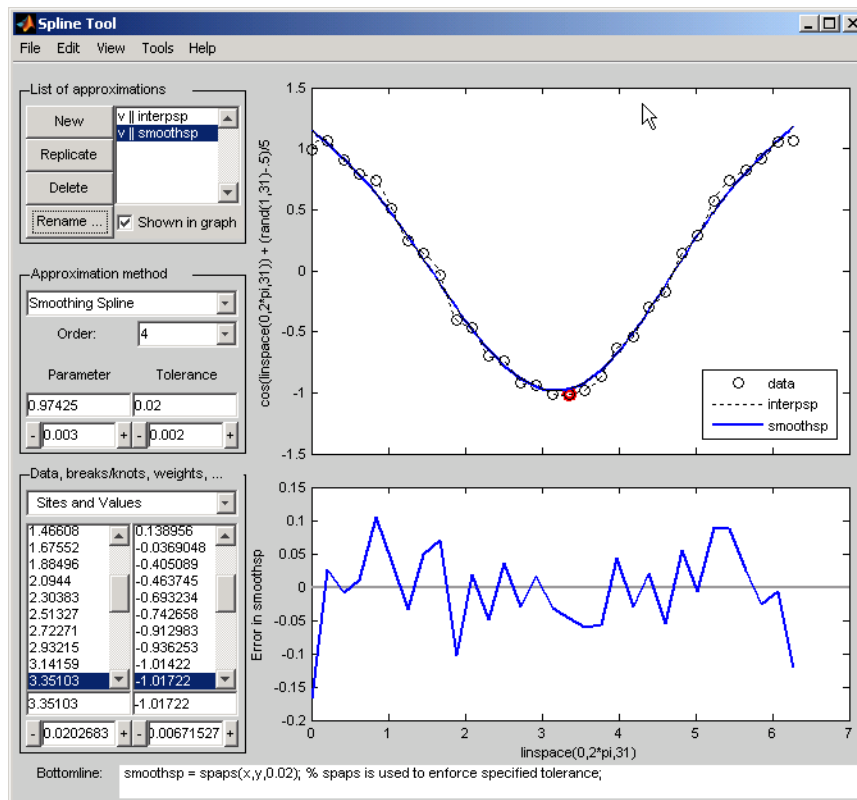 Spline Tool
File Edit View Tools Help
List of approximations
New
Replicate
Delete
Rename ...
v || interpsp
v || smoothsp
Shown in graph
Approximation method
Smoothing Spline
Order: 4
Parameter Tolerance
0.97425 0.02
- 0.003 + - 0.002 +
Data, breaks/knots, weights, ...
Sites and Values
1.46608 0.138956
1.67552 -0.0369048
1.88496 -0.405089
2.0944 -0.463745
2.30383 -0.693234
2.51327 -0.742658
2.72271 -0.912983
2.93215 -0.936253
3.14159 -1.01422
3.35103 -1.01722
3.35103 -1.01722
- 0.0202683 + - 0.00671527 +
cos(linspace(0,2*pi,31)) + (rand(1,31)-.5)/5
1.5
1
0.5
0
-0.5
-1
-1.5
0 1 2 3 4 5 6 7
data
interpsp
smoothsp
Error in smoothsp
0.15
0.1
0.05
0
-0.05
-0.1
-0.15
-0.2
0 1 2 3 4 5 6 7
linspace(0,2*pi,31)
Bottomline: smoothsp = spaps(x,y,0.02); % spaps is used to enforce specified tolerance;